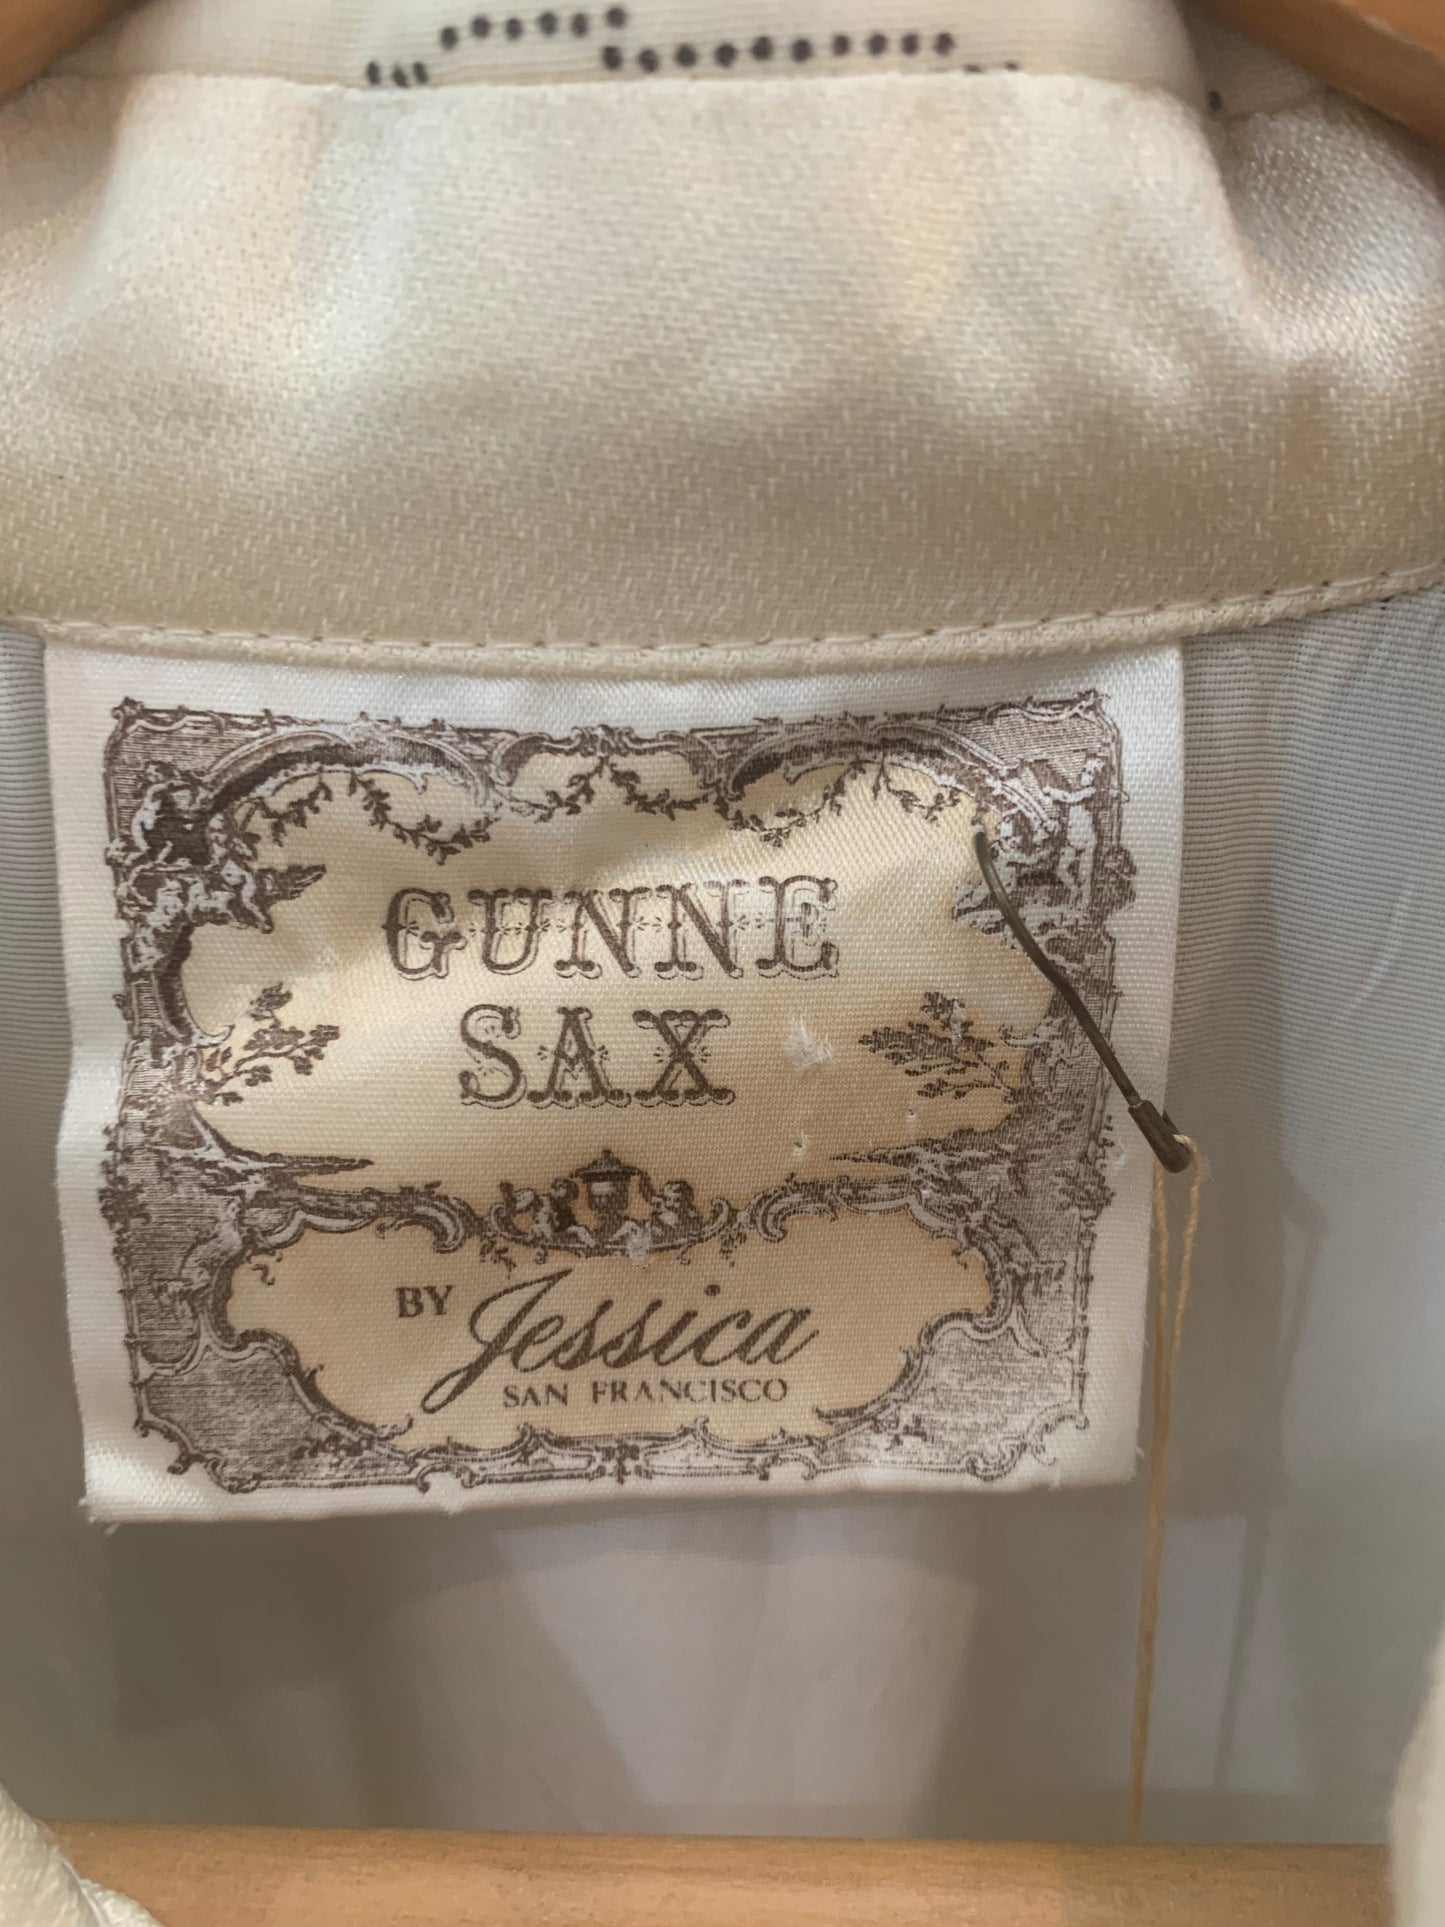 GUNNE
SAX
BY Jessica
SAN FRANCISCO